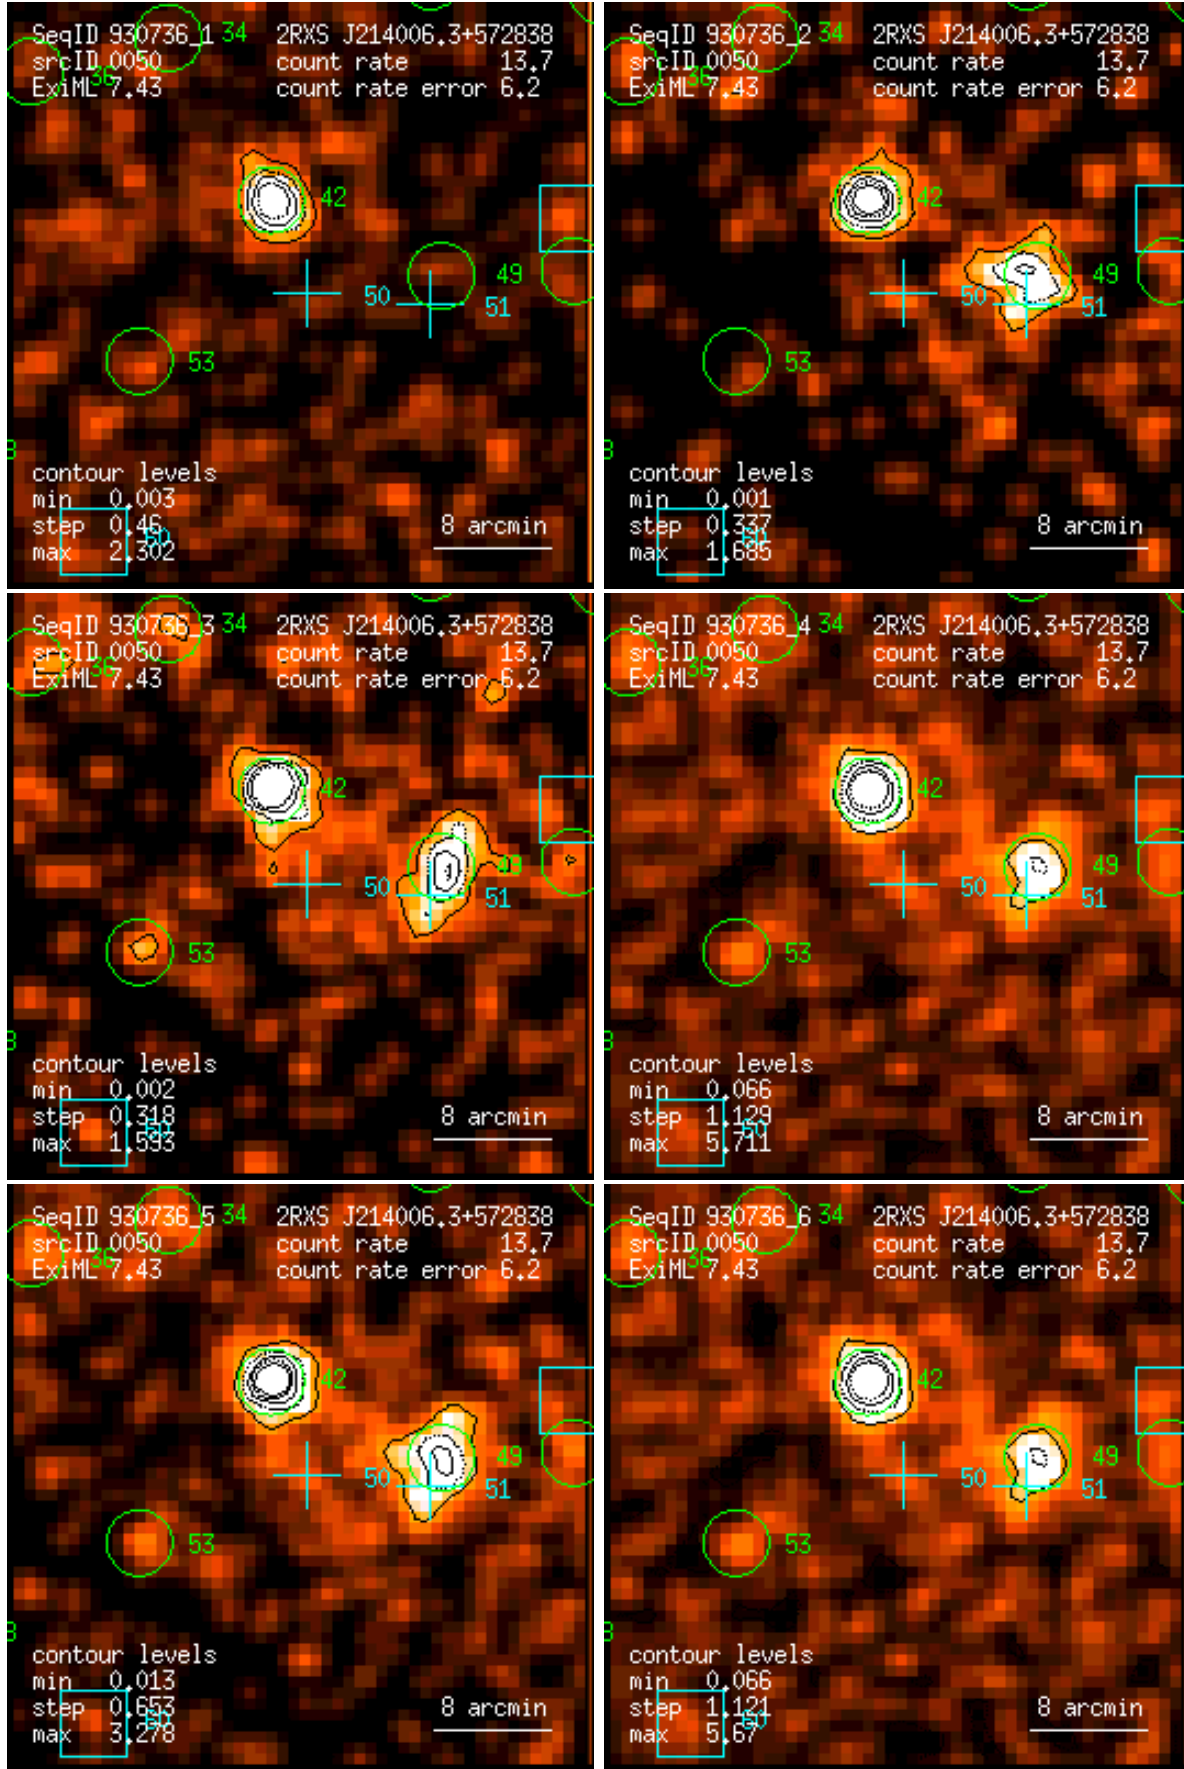 SeqID 930736_1 34 2RXS J214006.3+572838
srcID 0050 count rate 13.7
36
ExiML 7.43 count rate error 6.2
42
49
50 51
53
contour levels
min 0.003
step 0.46 8 arcmin
60
max 2.302
SeqID 930736_2 34 2RXS J214006.3+572838
srcID 0050 count rate 13.7
36
ExiML 7.43 count rate error 6.2
42
49
50 51
53
contour levels
min 0.001
step 0.337 8 arcmin
60
max 1.685
SeqID 930736_3 34 2RXS J214006.3+572838
srcID 0050 count rate 13.7
36
ExiML 7.43 count rate error 6.2
42
49
50 51
53
contour levels
min 0.002
step 0.318 8 arcmin
60
max 1.593
SeqID 930736_4 34 2RXS J214006.3+572838
srcID 0050 count rate 13.7
36
ExiML 7.43 count rate error 6.2
42
49
50 51
53
contour levels
min 0.066
step 1.129 8 arcmin
60
max 5.711
SeqID 930736_5 34 2RXS J214006.3+572838
srcID 0050 count rate 13.7
36
ExiML 7.43 count rate error 6.2
42
49
50 51
53
contour levels
min 0.013
step 0.653 8 arcmin
60
max 3.278
SeqID 930736_6 34 2RXS J214006.3+572838
srcID 0050 count rate 13.7
36
ExiML 7.43 count rate error 6.2
42
49
50 51
53
contour levels
min 0.066
step 1.121 8 arcmin
60
max 5.67